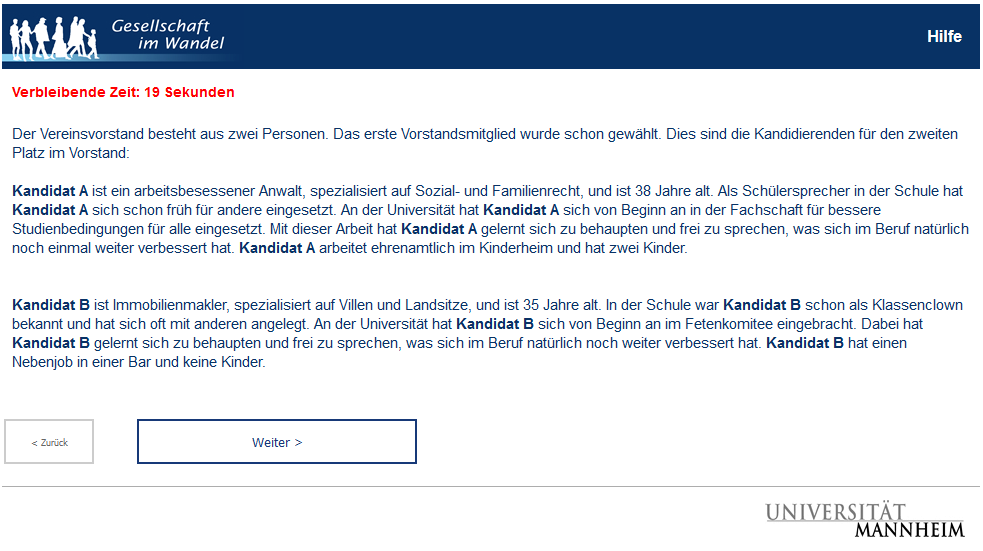 Gesellschaft
im Wandel
Hilfe
Verbleibende Zeit: 19 Sekunden
Der Vereinsvorstand besteht aus zwei Personen. Das erste Vorstandsmitglied wurde schon gewählt. Dies sind die Kandidierenden für den zweiten
Platz im Vorstand:
Kandidat A ist ein arbeitsbesessener Anwalt, spezialisiert auf Sozial- und Familienrecht, und ist 38 Jahre alt. Als Schülersprecher in der Schule hat
Kandidat A sich schon früh für andere eingesetzt. An der Universität hat Kandidat A sich von Beginn an in der Fachschaft für bessere
Studienbedingungen für alle eingesetzt. Mit dieser Arbeit hat Kandidat A gelernt sich zu behaupten und frei zu sprechen, was sich im Beruf natürlich
noch einmal weiter verbessert hat. Kandidat A arbeitet ehrenamtlich im Kinderheim und hat zwei Kinder.
Kandidat B ist Immobilienmakler, spezialisiert auf Villen und Landsitze, und ist 35 Jahre alt. In der Schule war Kandidat B schon als Klassenclown
bekannt und hat sich oft mit anderen angelegt. An der Universität hat Kandidat B sich von Beginn an im Fetenkomitee eingebracht. Dabei hat
Kandidat B gelernt sich zu behaupten und frei zu sprechen, was sich im Beruf natürlich noch weiter verbessert hat. Kandidat B hat einen
Nebenjob in einer Bar und keine Kinder.
< Zurück
Weiter >
UNIVERSITÄT
MANNHEIM